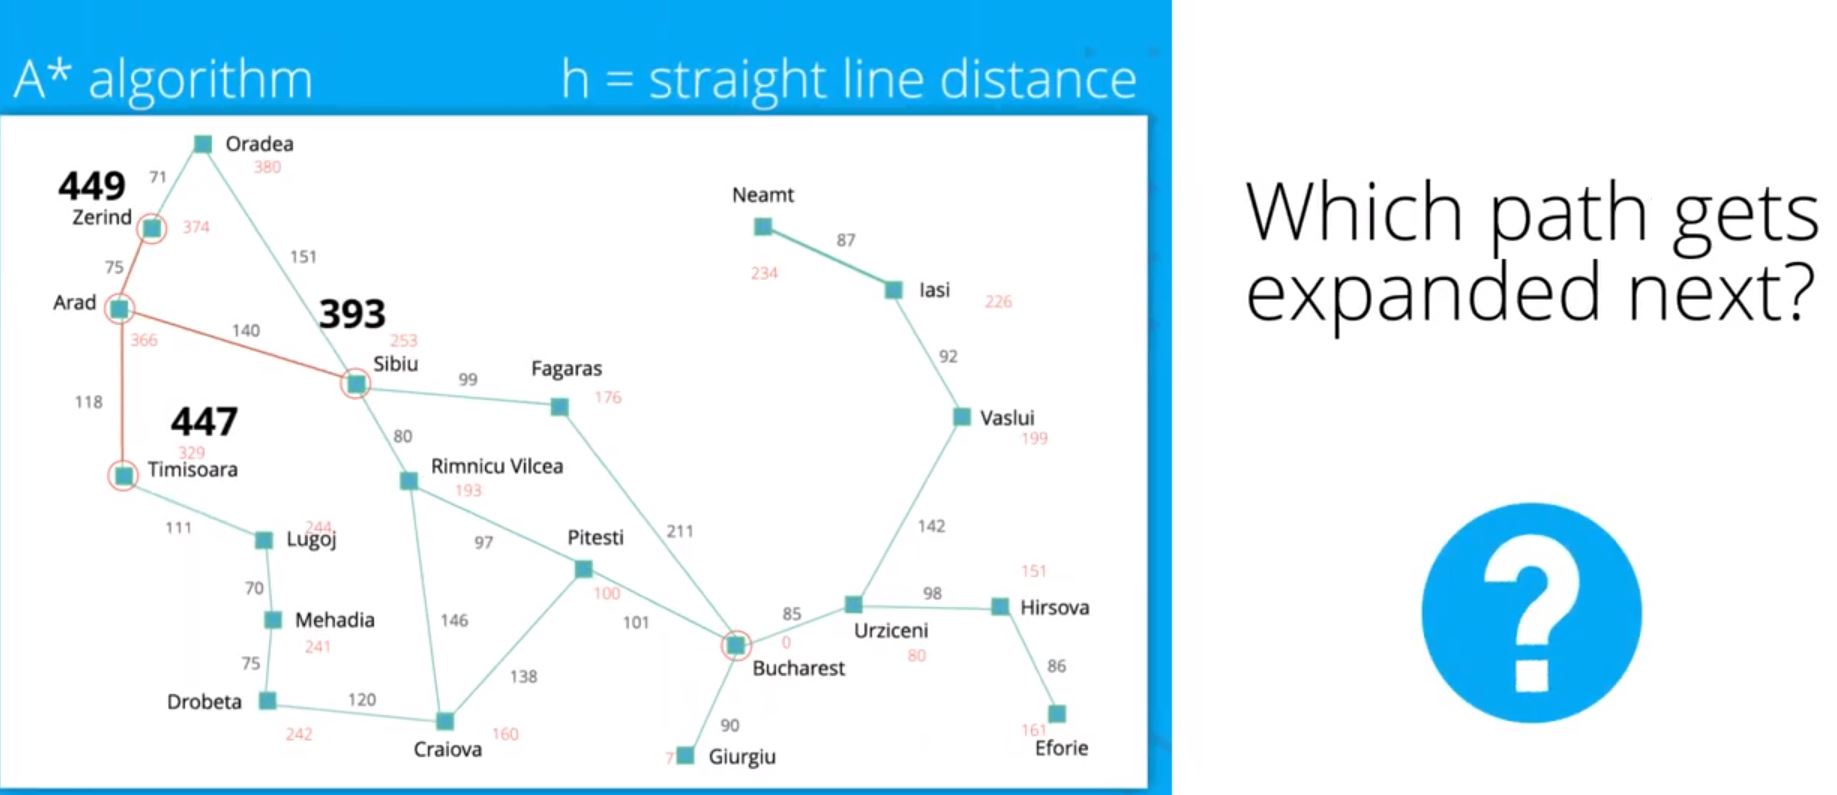 A* algorithm
h = straight line distance
Oradea
380
449
71
Zerind
374
75
151
Arad
366
140
393
253
Sibiu
99
Fagaras
176
118
447
329
Timisoara
80
Rimnicu Vilcea
193
111
244
Lugoj
97
Pitesti
100
211
70
Mehadia
241
146
101
75
138
Drobeta
242
120
Craiova
160
Neamt
234
87
Iasi
226
92
Vaslui
199
142
85
0
Bucharest
Urziceni
80
98
151
Hirsova
86
161
Eforie
90
7
Giurgiu
Which path gets
expanded next?
?